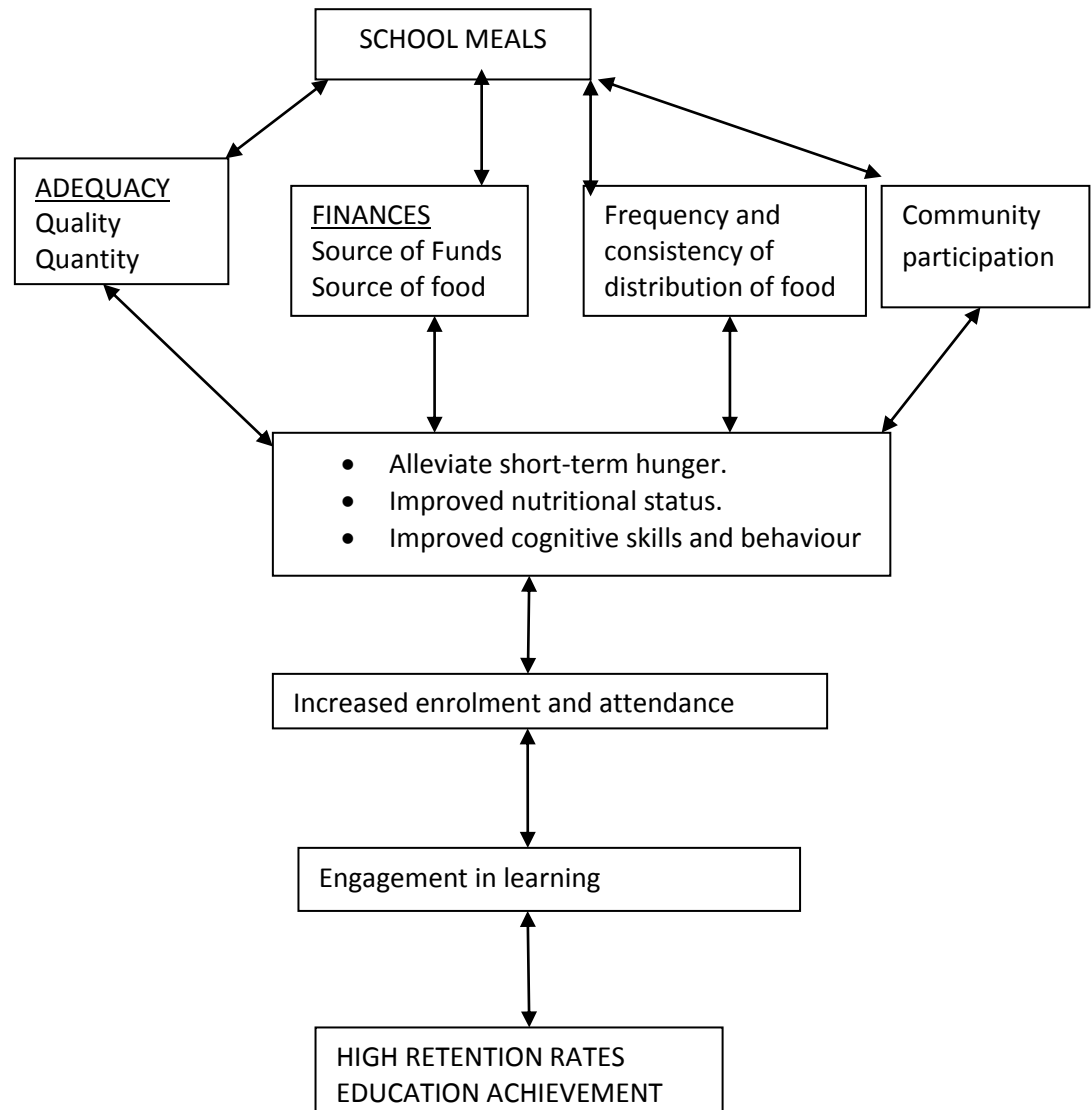 SCHOOL MEALS
ADEQUACY
Quality
Quantity
FINANCES
Source of Funds
Source of food
Frequency and
consistency of
distribution of food
Community
participation
• Alleviate short-term hunger.
• Improved nutritional status.
• Improved cognitive skills and behaviour
Increased enrolment and attendance
Engagement in learning
HIGH RETENTION RATES
EDUCATION ACHIEVEMENT